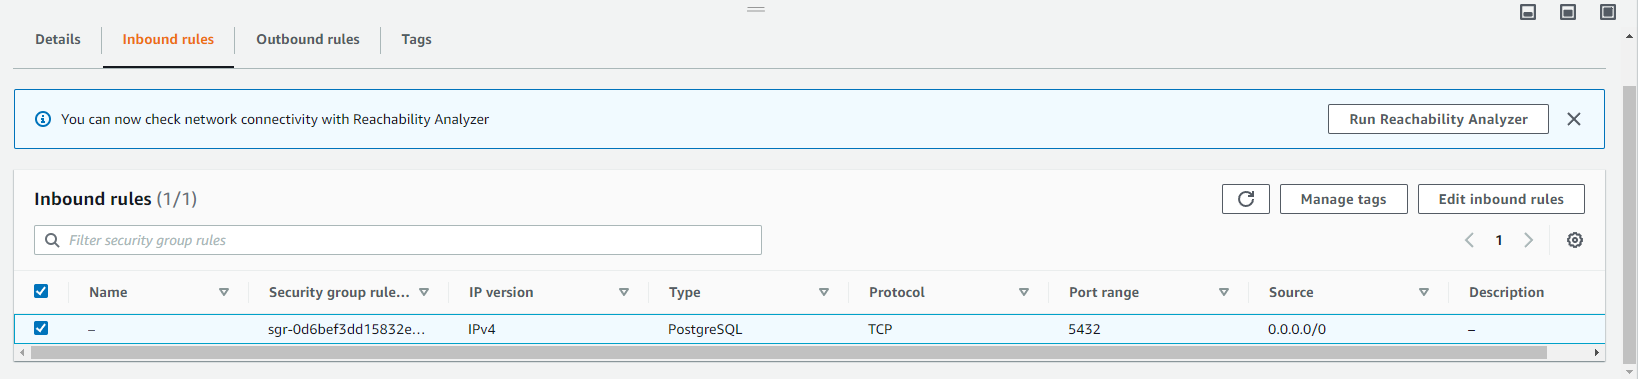 Details Inbound rules Outbound rules Tags
You can now check network connectivity with Reachability Analyzer Run Reachability Analyzer
Inbound rules (1/1) Manage tags Edit inbound rules
Filter security group rules 1
Name Security group rule... IP version Type Protocol Port range Source Description
– sgr-0d6bef3dd15832e... IPv4 PostgreSQL TCP 5432 0.0.0.0/0 –